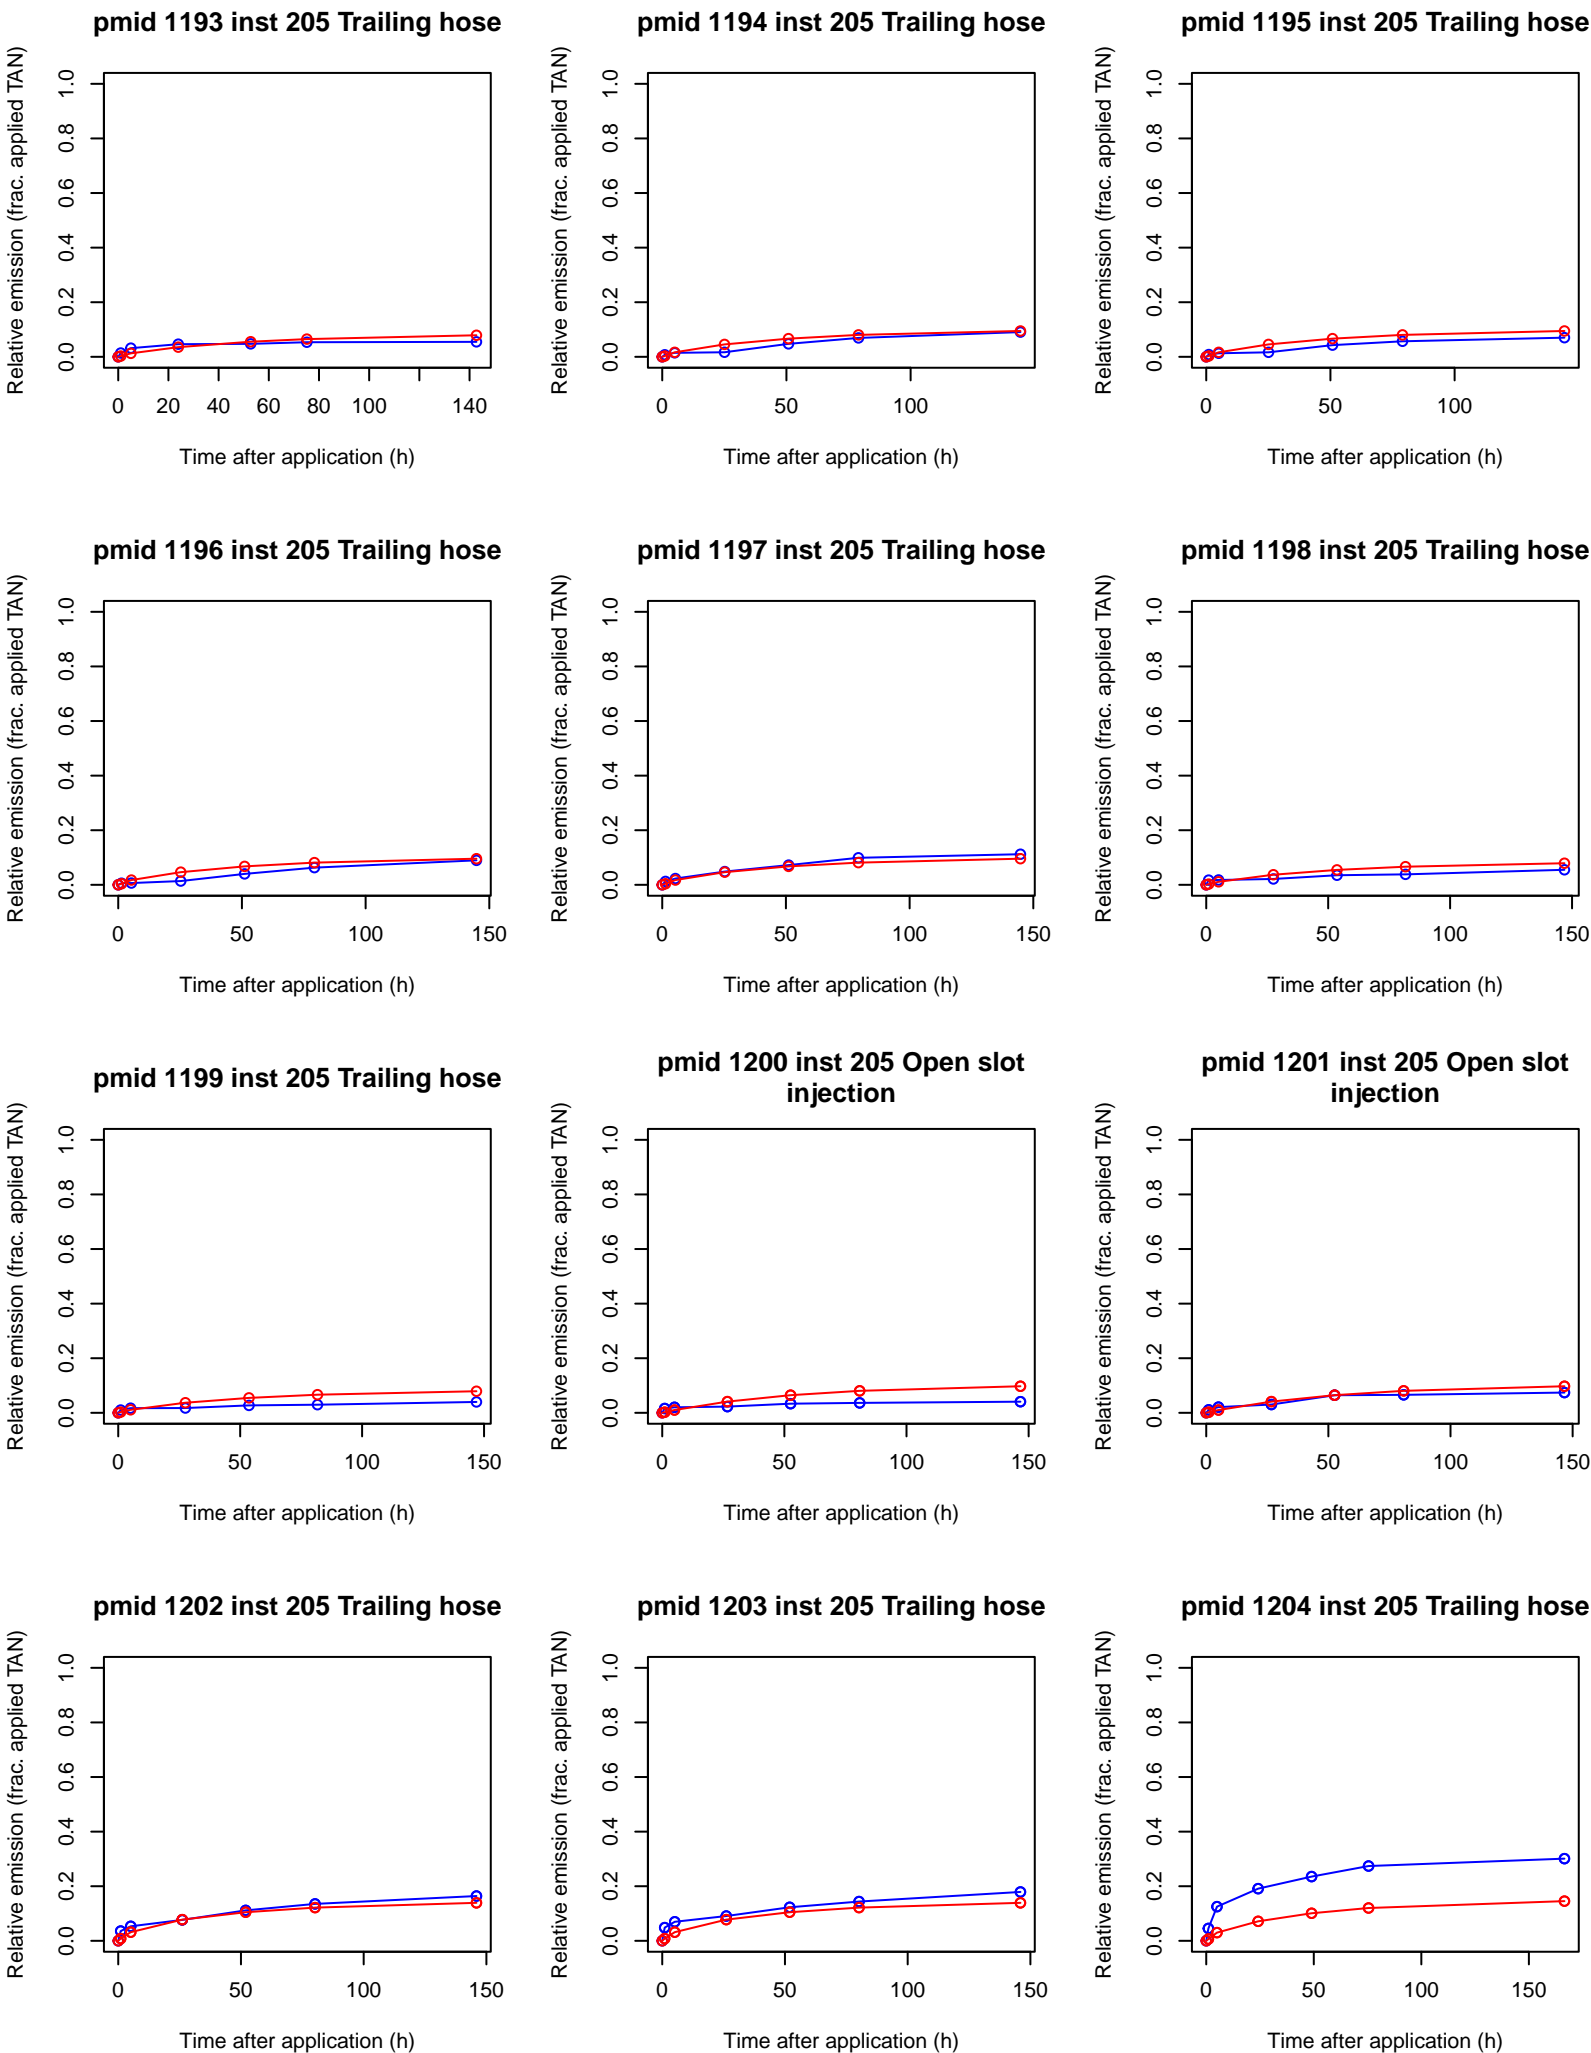 pmid 1193 inst 205 Trailing hose
Relative emission (frac. applied TAN)
1.0
0.8
0.6
0.4
0.2
0.0
0 20 40 60 80 100 140
Time after application (h)
pmid 1194 inst 205 Trailing hose
Relative emission (frac. applied TAN)
1.0
0.8
0.6
0.4
0.2
0.0
0 50 100
Time after application (h)
pmid 1195 inst 205 Trailing hose
Relative emission (frac. applied TAN)
1.0
0.8
0.6
0.4
0.2
0.0
0 50 100
Time after application (h)
pmid 1196 inst 205 Trailing hose
Relative emission (frac. applied TAN)
1.0
0.8
0.6
0.4
0.2
0.0
0 50 100 150
Time after application (h)
pmid 1197 inst 205 Trailing hose
Relative emission (frac. applied TAN)
1.0
0.8
0.6
0.4
0.2
0.0
0 50 100 150
Time after application (h)
pmid 1198 inst 205 Trailing hose
Relative emission (frac. applied TAN)
1.0
0.8
0.6
0.4
0.2
0.0
0 50 100 150
Time after application (h)
pmid 1199 inst 205 Trailing hose
Relative emission (frac. applied TAN)
1.0
0.8
0.6
0.4
0.2
0.0
0 50 100 150
Time after application (h)
pmid 1200 inst 205 Open slot
injection
Relative emission (frac. applied TAN)
1.0
0.8
0.6
0.4
0.2
0.0
0 50 100 150
Time after application (h)
pmid 1201 inst 205 Open slot
injection
Relative emission (frac. applied TAN)
1.0
0.8
0.6
0.4
0.2
0.0
0 50 100 150
Time after application (h)
pmid 1202 inst 205 Trailing hose
Relative emission (frac. applied TAN)
1.0
0.8
0.6
0.4
0.2
0.0
0 50 100 150
Time after application (h)
pmid 1203 inst 205 Trailing hose
Relative emission (frac. applied TAN)
1.0
0.8
0.6
0.4
0.2
0.0
0 50 100 150
Time after application (h)
pmid 1204 inst 205 Trailing hose
Relative emission (frac. applied TAN)
1.0
0.8
0.6
0.4
0.2
0.0
0 50 100 150
Time after application (h)